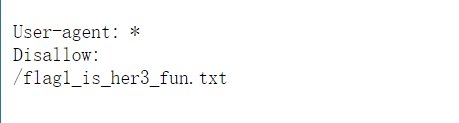 User-agent: *
Disallow:
/flag1_is_her3_fun.txt